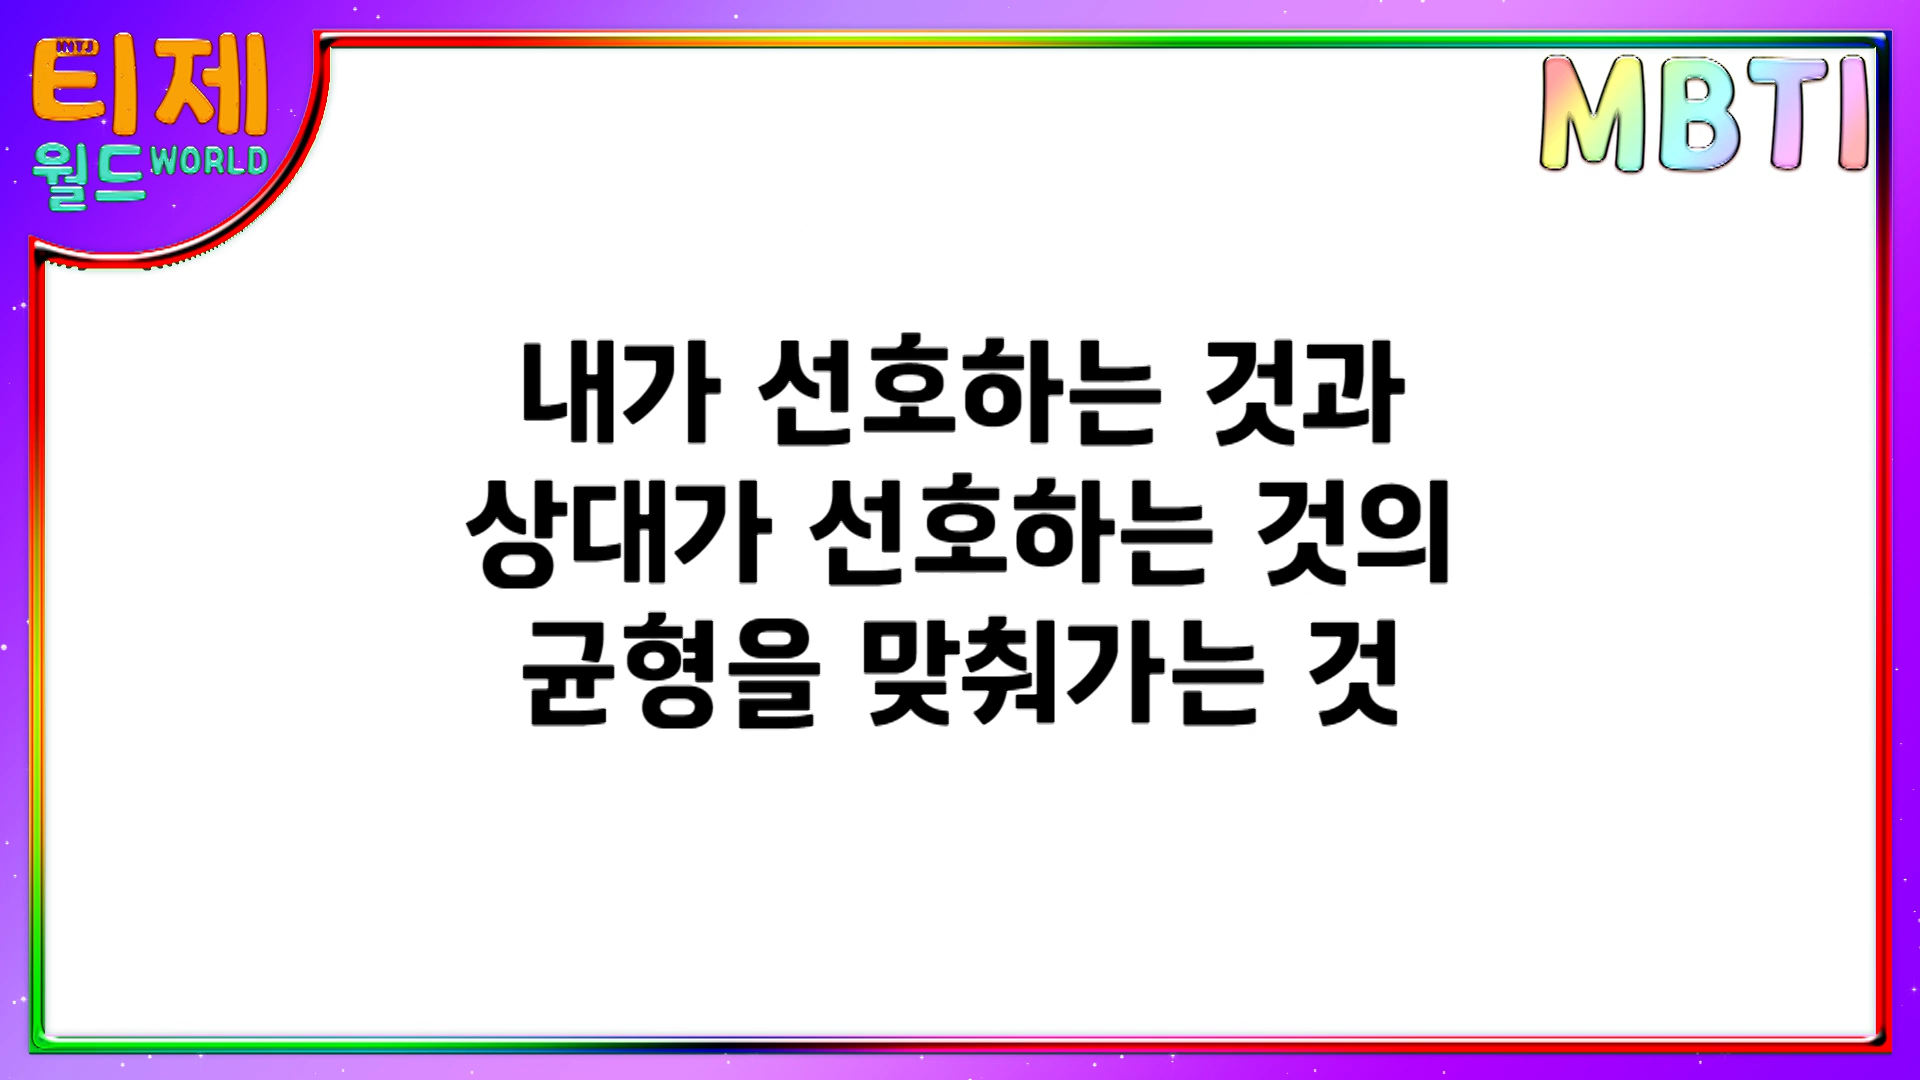 INTJ
티제
월드 WORLD
MBTI
내가 선호하는 것과
상대가 선호하는 것의
균형을 맞춰가는 것